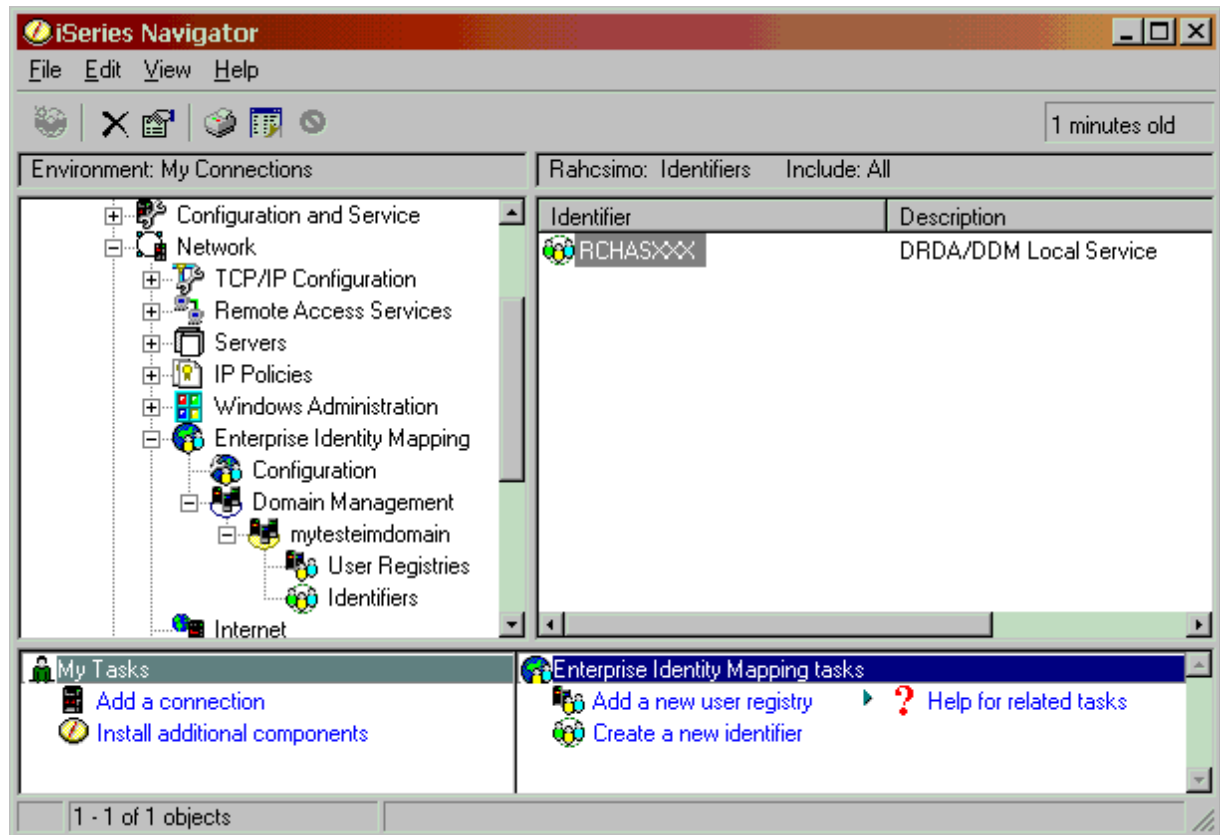 iSeries Navigator
File Edit View Help
1 minutes old
Environment: My Connections
Rahcsimo: Identifiers Include: All
Configuration and Service
Network
TCP/IP Configuration
Remote Access Services
Servers
IP Policies
Windows Administration
Enterprise Identity Mapping
Configuration
Domain Management
mytesteimdomain
User Registries
Identifiers
Internet
Identifier Description
RCHASXXX DRDA/DDM Local Service
My Tasks
Add a connection
Install additional components
Enterprise Identity Mapping tasks
Add a new user registry
Create a new identifier
? Help for related tasks
1 - 1 of 1 objects